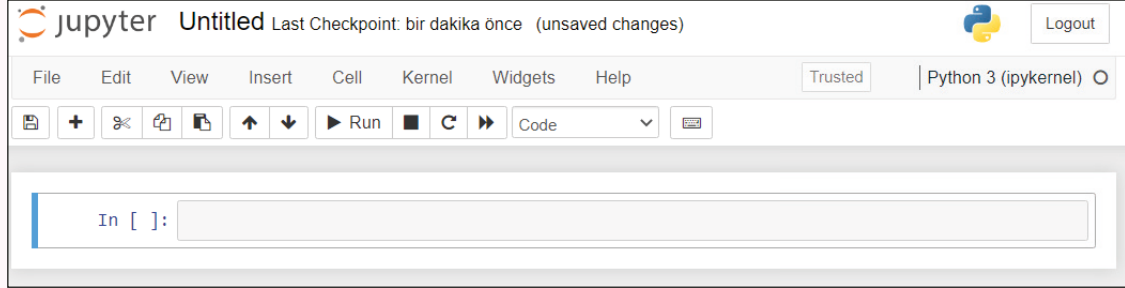 jupyter Untitled Last Checkpoint: bir dakika önce (unsaved changes) Logout
File Edit View Insert Cell Kernel Widgets Help Trusted Python 3 (ipykernel)
Run Code
In [ ]: